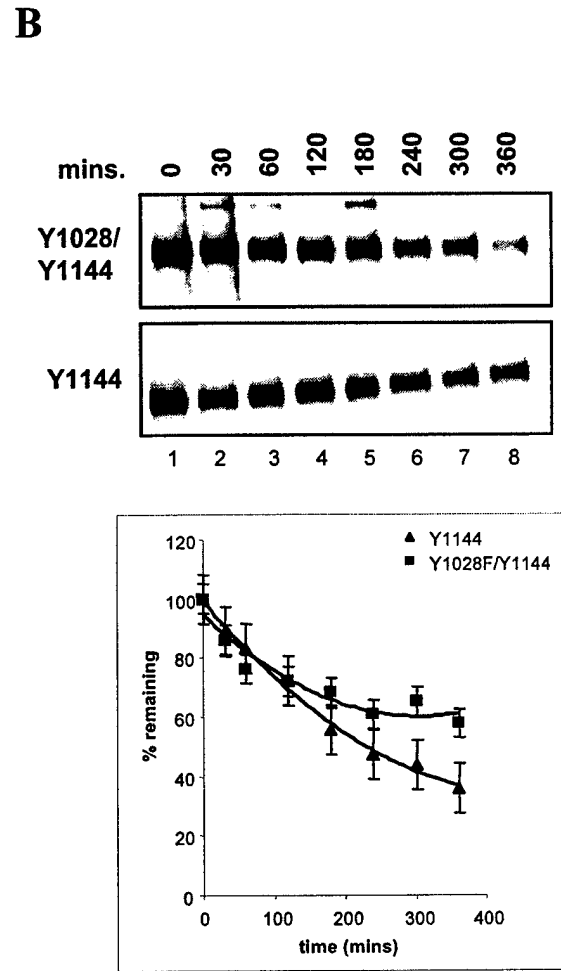 B
mins. 0 30 60 120 180 240 300 360
Y1028/
Y1144
Y1144
1 2 3 4 5 6 7 8
▲ Y1144
■ Y1028F/Y1144
120
100
80
60
40
20
0
% remaining
0 100 200 300 400
time (mins)